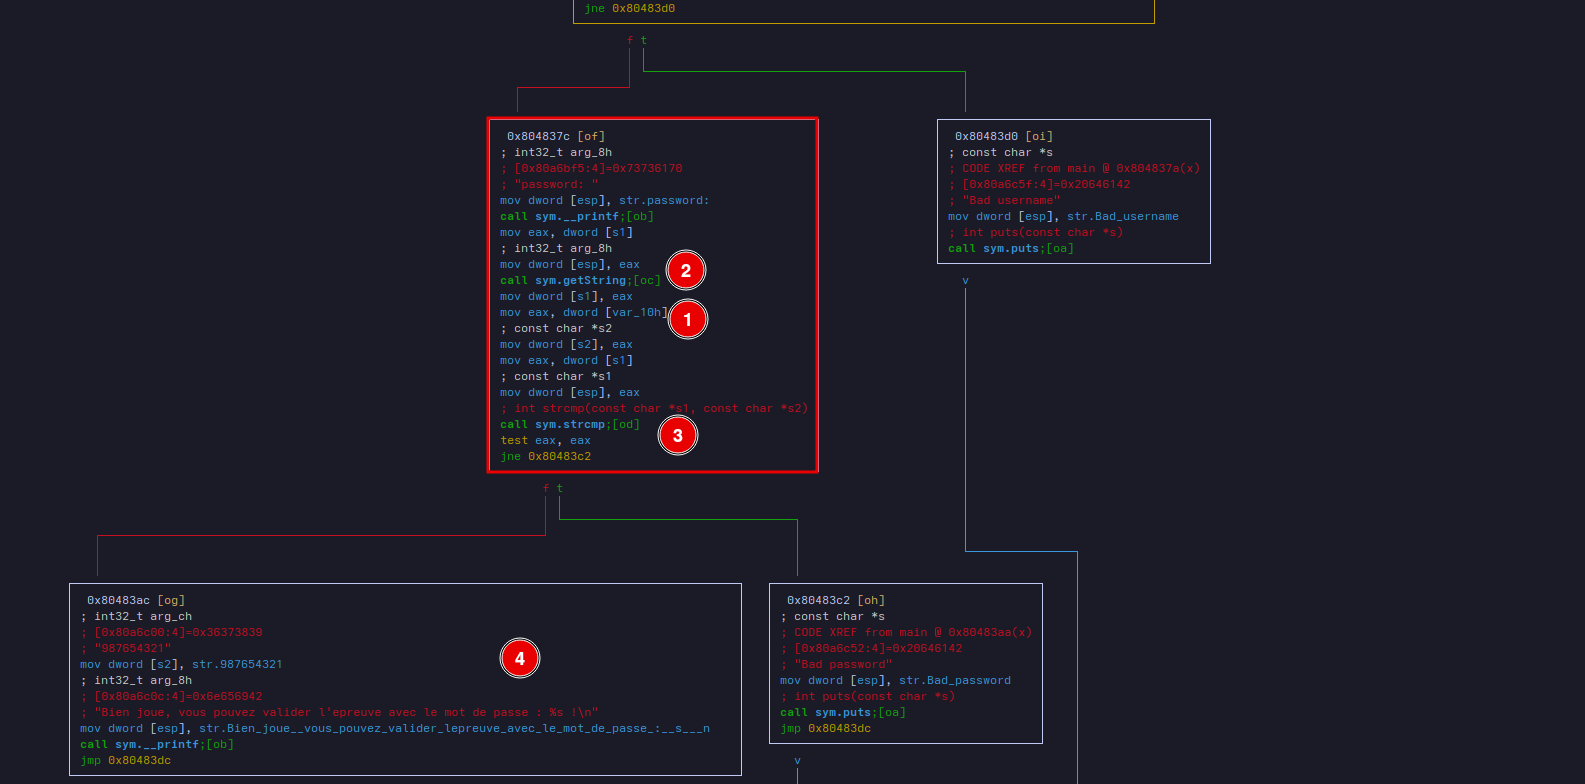 jne 0x80483d0
f t
0x804837c [of]
; int32_t arg_8h
; [0x80a6bf5:4]=0x73736170
; "password: "
mov dword [esp], str.password:
call sym.__printf;[ob]
mov eax, dword [s1]
; int32_t arg_8h
mov dword [esp], eax
call sym.getString;[oc]
2
mov dword [s1], eax
mov eax, dword [var_10h]
1
; const char *s2
mov dword [s2], eax
mov eax, dword [s1]
; const char *s1
mov dword [esp], eax
; int strcmp(const char *s1, const char *s2)
call sym.strcmp;[od]
3
test eax, eax
jne 0x80483c2
0x80483d0 [oi]
; const char *s
; CODE XREF from main @ 0x804837a(x)
; [0x80a6c5f:4]=0x20646142
; "Bad username"
mov dword [esp], str.Bad_username
; int puts(const char *s)
call sym.puts;[oa]
v
f t
0x80483ac [og]
; int32_t arg_ch
; [0x80a6c00:4]=0x36373839
; "987654321"
mov dword [s2], str.987654321
4
; int32_t arg_8h
; [0x80a6c0c:4]=0x6e656942
; "Bien joue, vous pouvez valider l'epreuve avec le mot de passe : %s !\n"
mov dword [esp], str.Bien_joue__vous_pouvez_valider_lepreuve_avec_le_mot_de_passe_:__s___n
call sym.__printf;[ob]
jmp 0x80483dc
0x80483c2 [oh]
; const char *s
; CODE XREF from main @ 0x80483aa(x)
; [0x80a6c52:4]=0x20646142
; "Bad password"
mov dword [esp], str.Bad_password
; int puts(const char *s)
call sym.puts;[oa]
jmp 0x80483dc
v